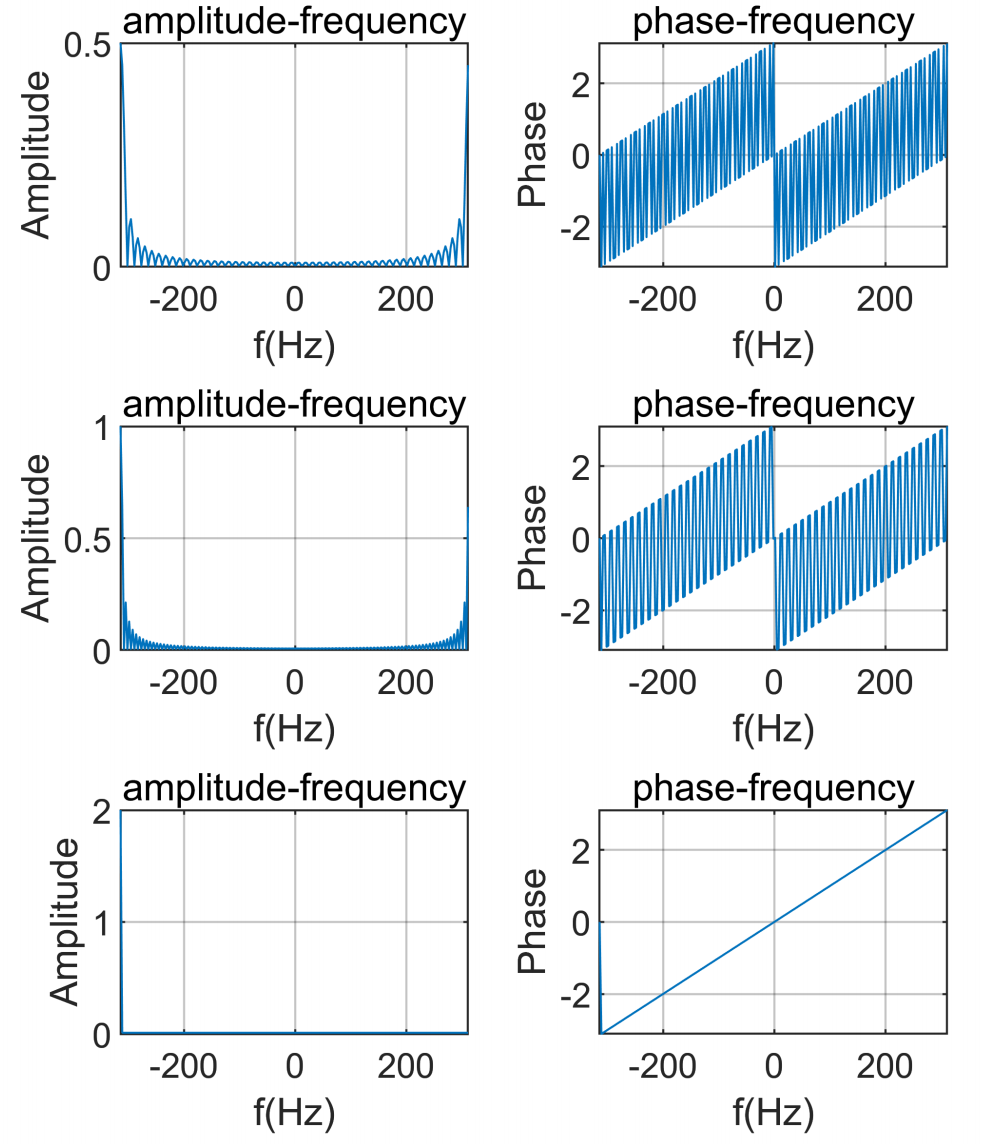 amplitude-frequency
phase-frequency
0.5
0
Amplitude
-200 0 200
f(Hz)
2
0
-2
Phase
-200 0 200
f(Hz)
amplitude-frequency
phase-frequency
1
0.5
0
Amplitude
-200 0 200
f(Hz)
2
0
-2
Phase
-200 0 200
f(Hz)
amplitude-frequency
phase-frequency
2
1
0
Amplitude
-200 0 200
f(Hz)
2
0
-2
Phase
-200 0 200
f(Hz)